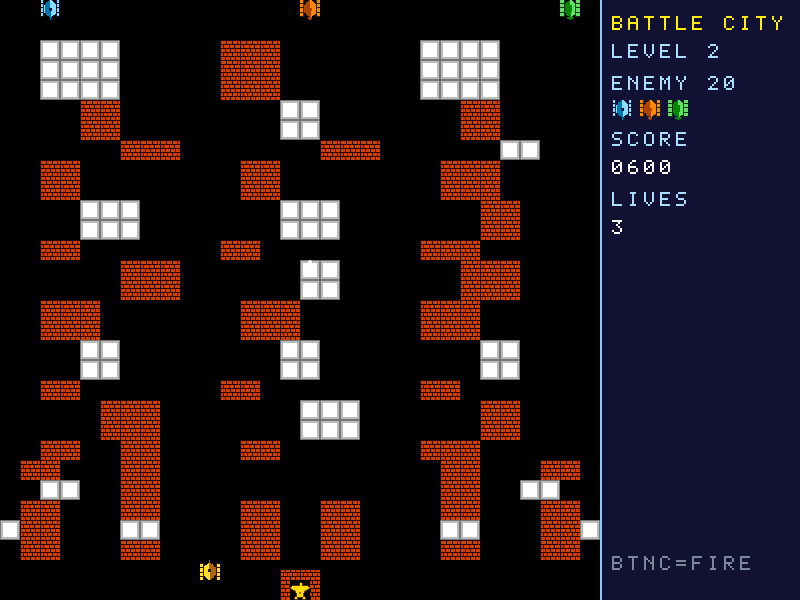 BATTLE CITY
LEVEL 2
ENEMY 20
SCORE
0600
LIVES
3
BTNC=FIRE